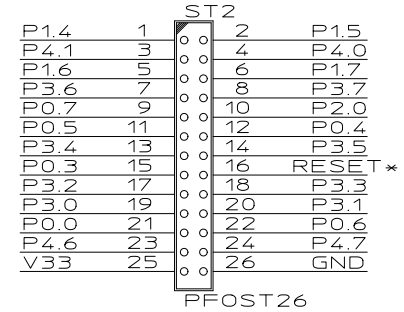 ST2
P1.4 1 2 P1.5
P4.1 3 4 P4.0
P1.6 5 6 P1.7
P3.6 7 8 P3.7
P0.7 9 10 P2.0
P0.5 11 12 P0.4
P3.4 13 14 P3.5
P0.3 15 16 RESET*
P3.2 17 18 P3.3
P3.0 19 20 P3.1
P0.0 21 22 P0.6
P4.6 23 24 P4.7
V33 25 26 GND
PFOST26